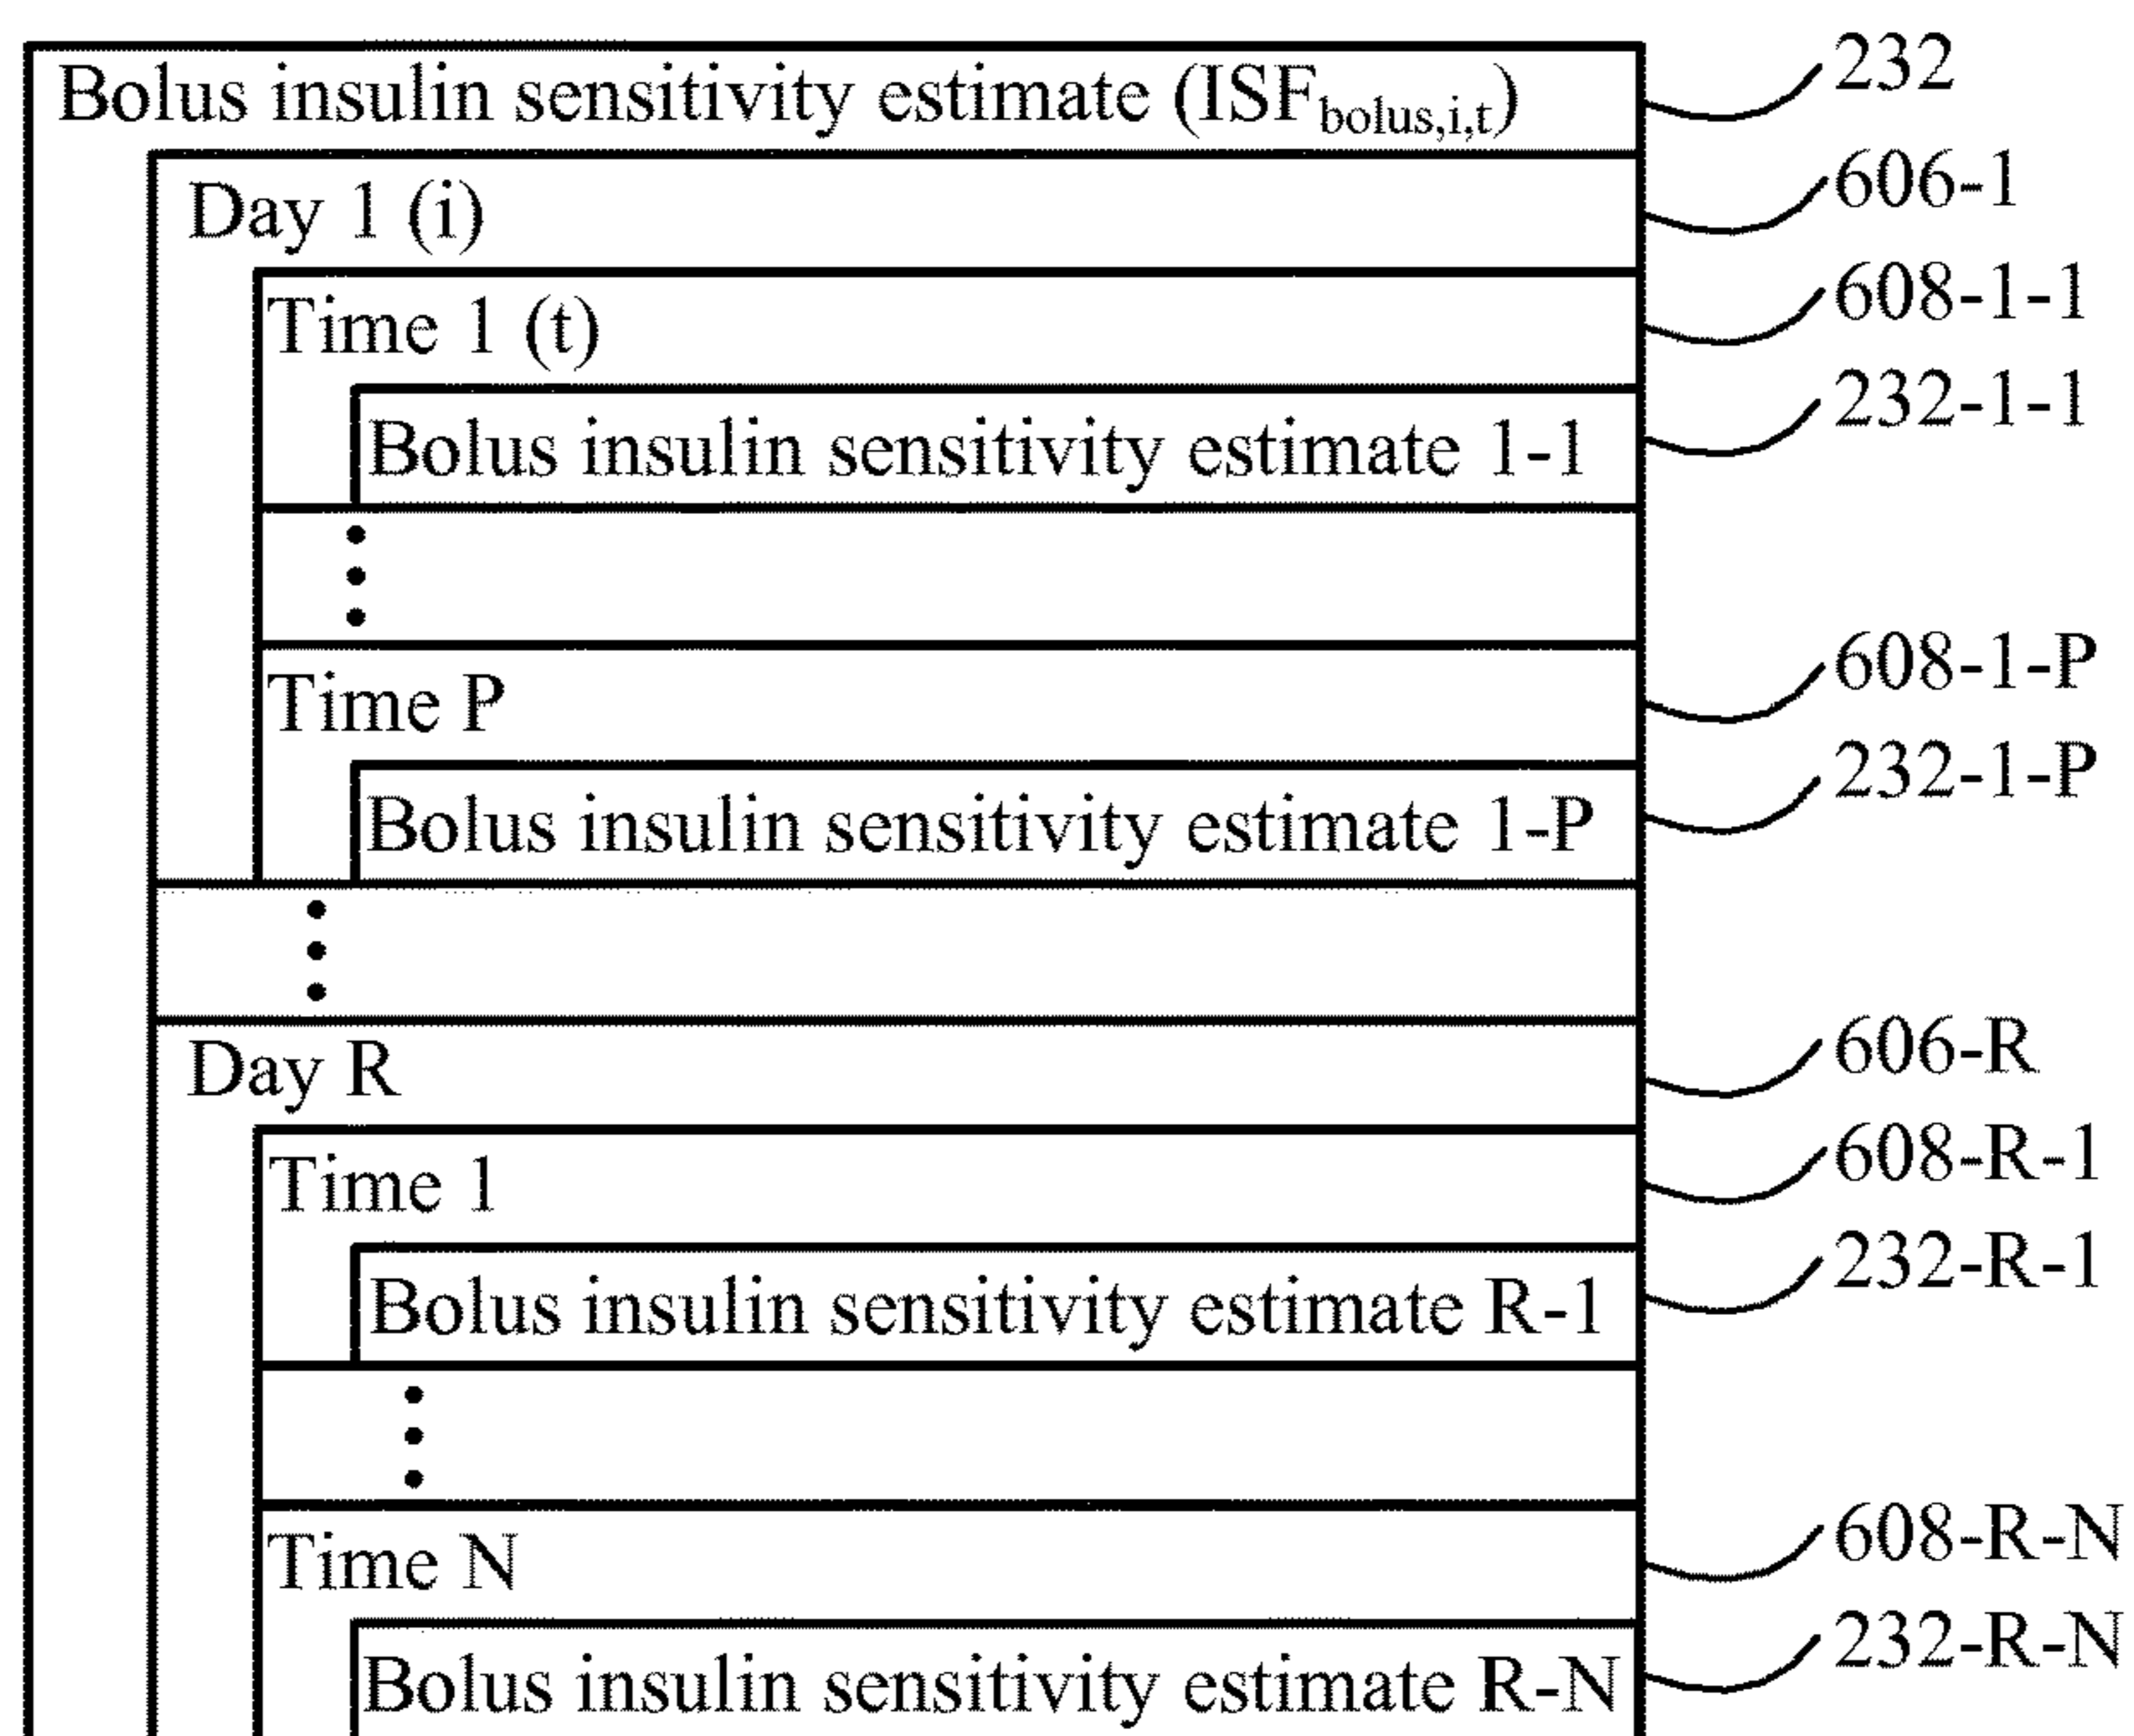 Bolus insulin sensitivity estimate (ISFbolus,i,t) 232
Day 1 (i) 606-1
Time 1 (t) 608-1-1
Bolus insulin sensitivity estimate 1-1 232-1-1
Time P 608-1-P
Bolus insulin sensitivity estimate 1-P 232-1-P
Day R 606-R
Time 1 608-R-1
Bolus insulin sensitivity estimate R-1 232-R-1
Time N 608-R-N
Bolus insulin sensitivity estimate R-N 232-R-N